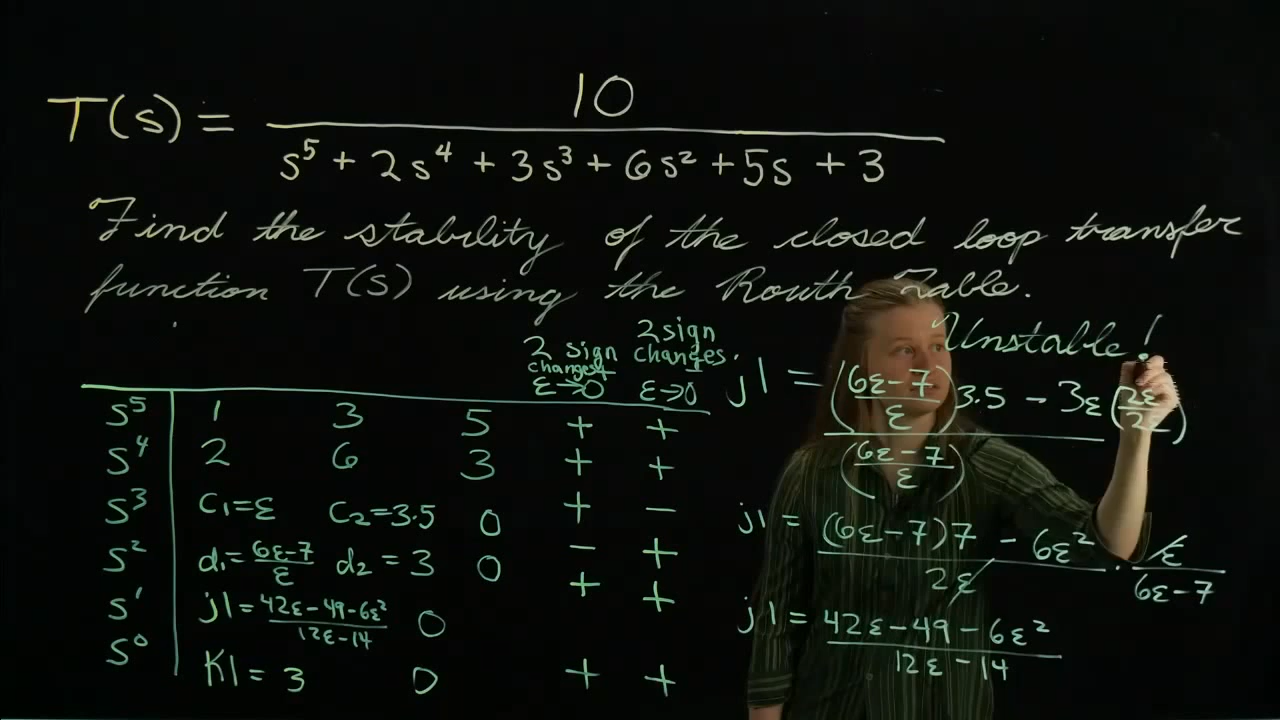 T(s) = 10 / (s⁵ + 2s⁴ + 3s³ + 6s² + 5s + 3)
Find the stability of the closed loop transfer
function T(s) using the Routh Table.
Unstable!
2 sign changes ε→0⁺
2 sign changes. ε→0⁻
s⁵ 1 3 5 + +
s⁴ 2 6 3 + +
s³ C₁=ε C₂=3.5 0 + −
s² d₁=(6ε−7)/ε d₂=3 0 − +
s¹ j1=(42ε−49−6ε²)/(12ε−14) 0 + +
s⁰ K1=3 0 + +
j1 = (((6ε−7)/ε)3.5 − 3ε(2ε/2ε)) / ((6ε−7)/ε)
j1 = ((6ε−7)7 − 6ε²)/2ε · ε/(6ε−7)
j1 = (42ε−49−6ε²)/(12ε−14)